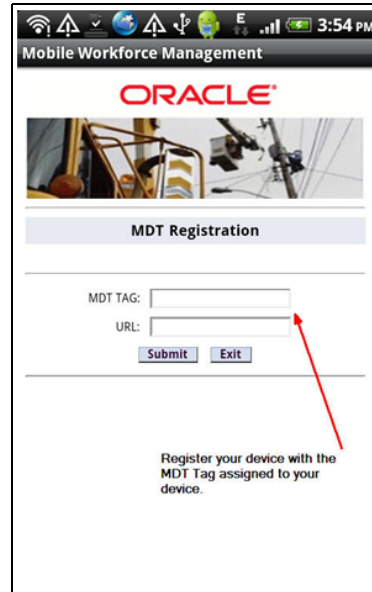 E 3:54 PM
Mobile Workforce Management
ORACLE®
MDT Registration
MDT TAG:
URL:
Submit Exit
Register your device with the
MDT Tag assigned to your
device.